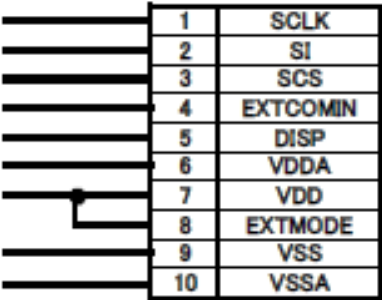 1 SCLK
2 SI
3 SCS
4 EXTCOMIN
5 DISP
6 VDDA
7 VDD
8 EXTMODE
9 VSS
10 VSSA